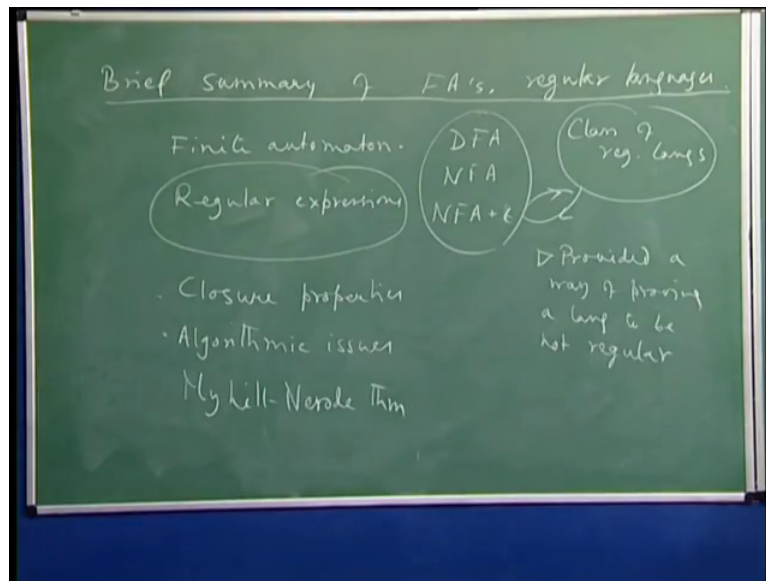 Brief summary of FA's, regular languages.
Finite automaton.
Regular expressions
DFA
NFA
NFA+ε
Class of
reg. langs
· Closure properties
· Algorithmic issues
Myhill-Nerode Thm
▷ Provided a
way of proving
a lang to be
not regular